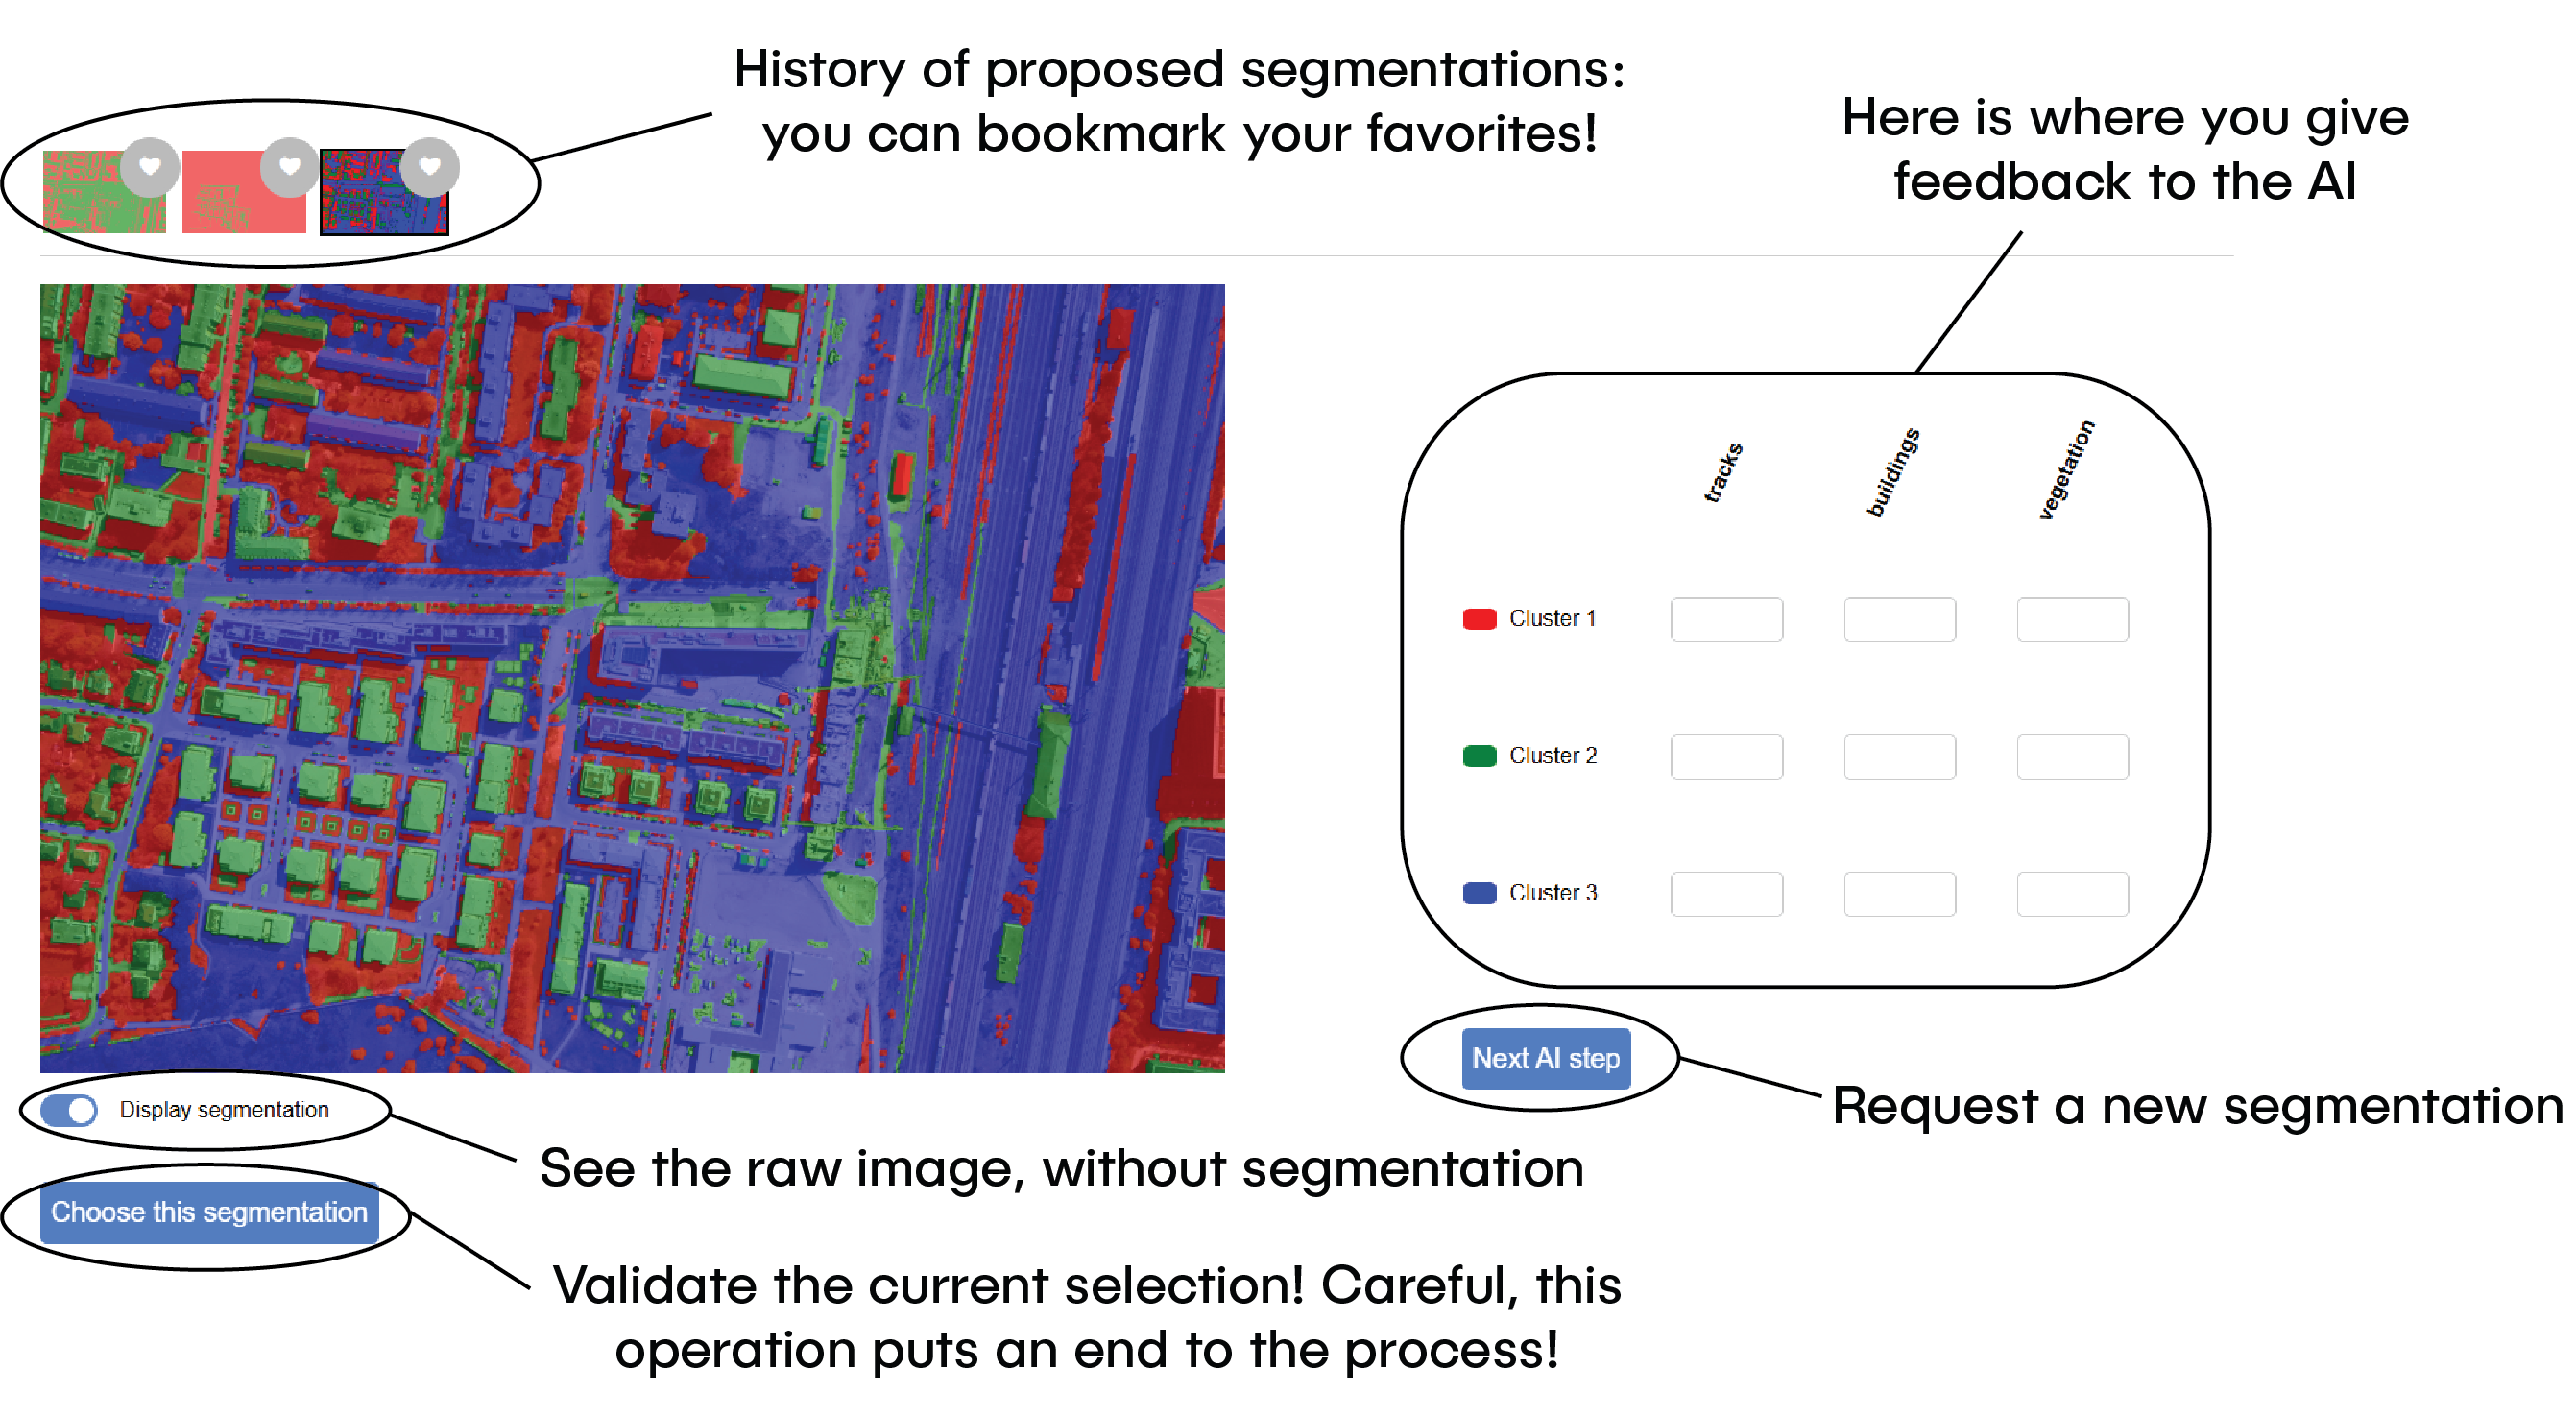 History of proposed segmentations:
you can bookmark your favorites!
Here is where you give
feedback to the AI
tracks
buildings
vegetation
Cluster 1
Cluster 2
Cluster 3
Next AI step
Request a new segmentation
Display segmentation
See the raw image, without segmentation
Choose this segmentation
Validate the current selection! Careful, this
operation puts an end to the process!